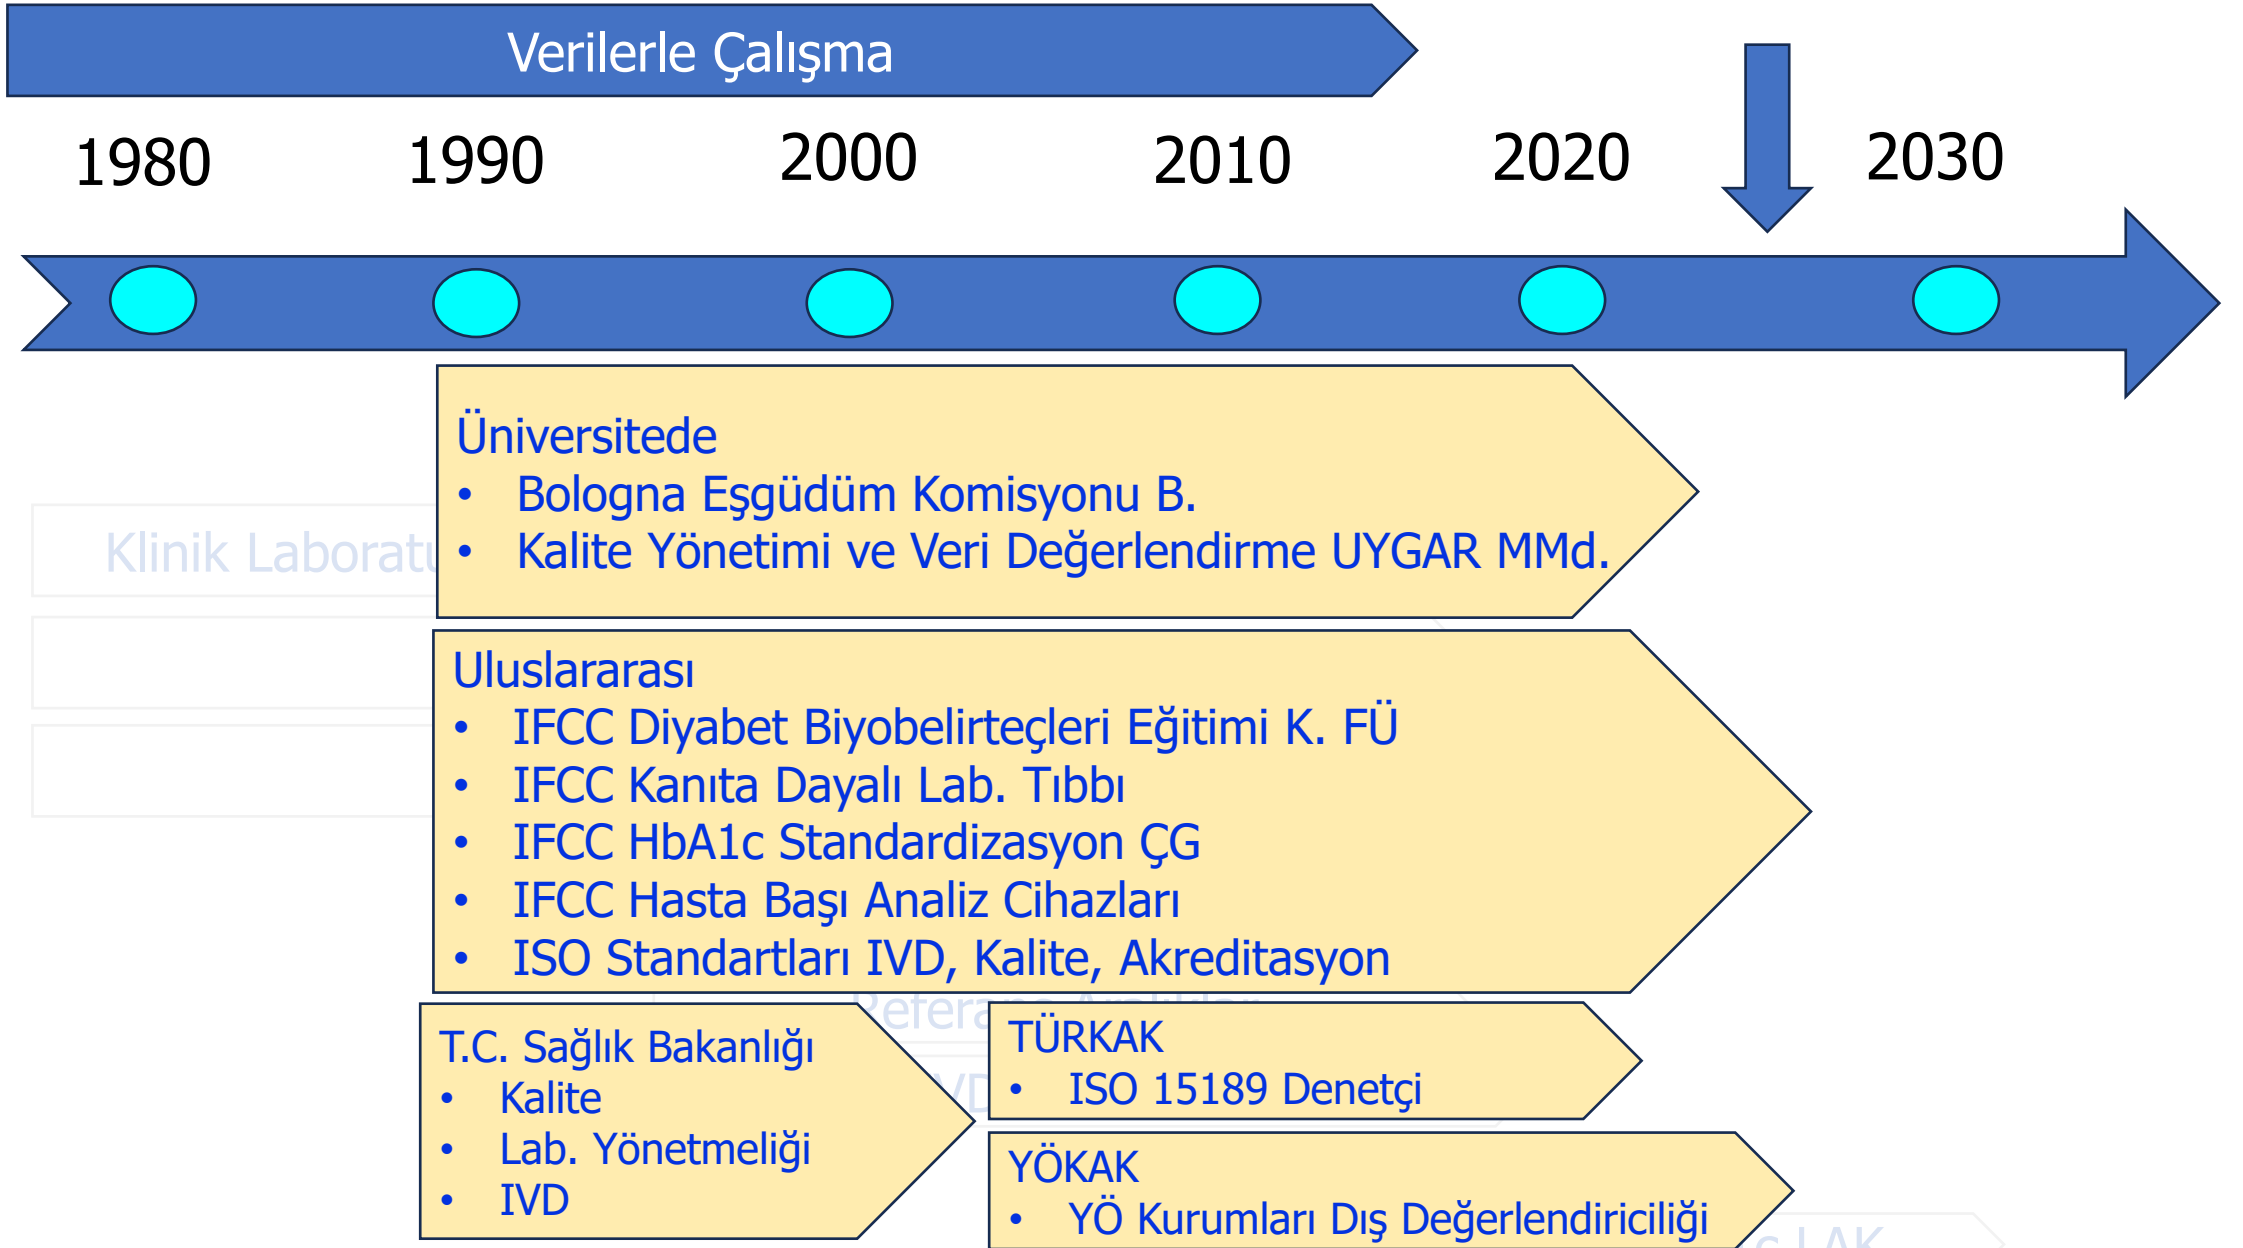 Verilerle Çalışma
1980 1990 2000 2010 2020 2030
Üniversitede
• Bologna Eşgüdüm Komisyonu B.
Klinik
• Kalite Yönetimi ve Veri Değerlendirme UYGAR MMd.
Uluslararası
• IFCC Diyabet Biyobelirteçleri Eğitimi K. FÜ
• IFCC Kanıta Dayalı Lab. Tıbbı
• IFCC HbA1c Standardizasyon ÇG
• IFCC Hasta Başı Analiz Cihazları
• ISO Standartları IVD, Kalite, Akreditasyon
T.C. Sağlık Bakanlığı
• Kalite
• Lab. Yönetmeliği
• IVD
TÜRKAK
• ISO 15189 Denetçi
YÖKAK
• YÖ Kurumları Dış Değerlendiriciliği